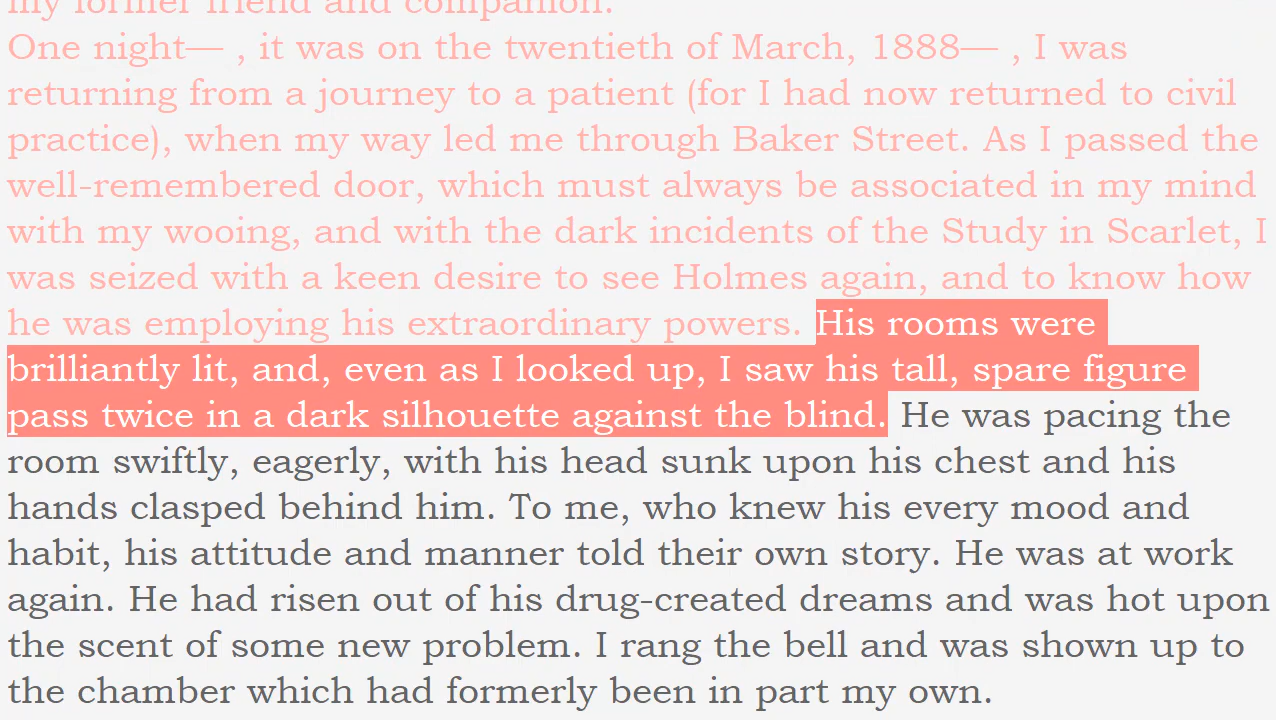 my former friend and companion.
One night— , it was on the twentieth of March, 1888— , I was
returning from a journey to a patient (for I had now returned to civil
practice), when my way led me through Baker Street. As I passed the
well-remembered door, which must always be associated in my mind
with my wooing, and with the dark incidents of the Study in Scarlet, I
was seized with a keen desire to see Holmes again, and to know how
he was employing his extraordinary powers. His rooms were
brilliantly lit, and, even as I looked up, I saw his tall, spare figure
pass twice in a dark silhouette against the blind. He was pacing the
room swiftly, eagerly, with his head sunk upon his chest and his
hands clasped behind him. To me, who knew his every mood and
habit, his attitude and manner told their own story. He was at work
again. He had risen out of his drug-created dreams and was hot upon
the scent of some new problem. I rang the bell and was shown up to
the chamber which had formerly been in part my own.